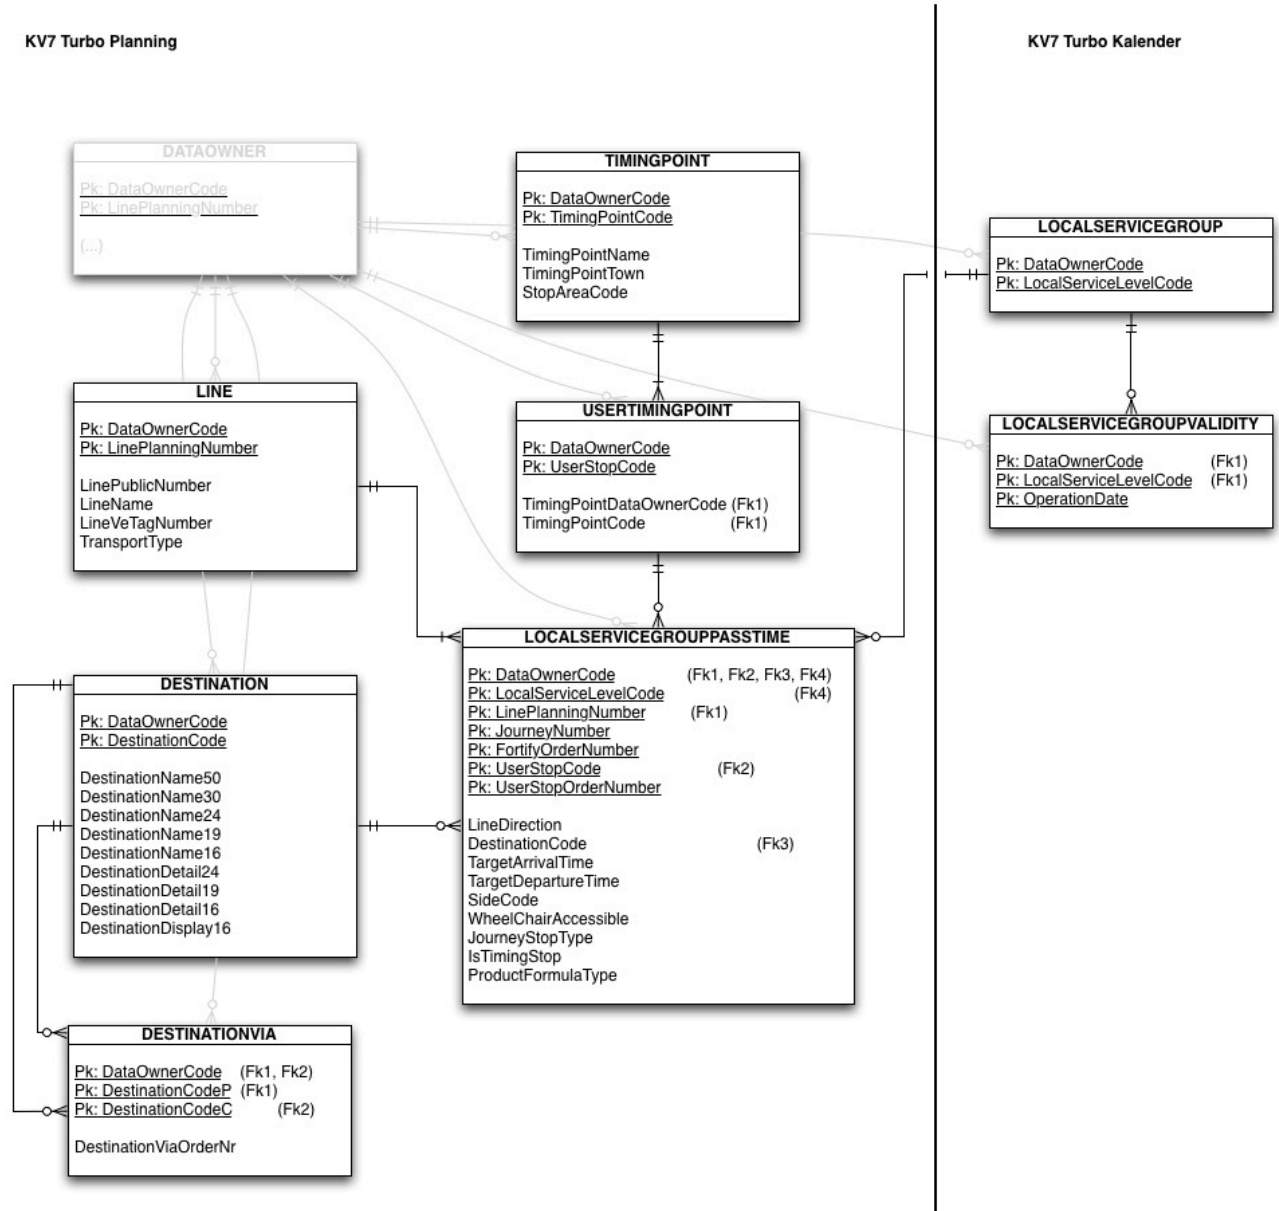 KV7 Turbo Planning
KV7 Turbo Kalender
DATAOWNER
Pk: DataOwnerCode
Pk: LinePlanningNumber
(...)
TIMINGPOINT
Pk: DataOwnerCode
Pk: TimingPointCode
TimingPointName
TimingPointTown
StopAreaCode
LOCALSERVICEGROUP
Pk: DataOwnerCode
Pk: LocalServiceLevelCode
LINE
Pk: DataOwnerCode
Pk: LinePlanningNumber
LinePublicNumber
LineName
LineVeTagNumber
TransportType
USERTIMINGPOINT
Pk: DataOwnerCode
Pk: UserStopCode
TimingPointDataOwnerCode (Fk1)
TimingPointCode (Fk1)
LOCALSERVICEGROUPVALIDITY
Pk: DataOwnerCode (Fk1)
Pk: LocalServiceLevelCode (Fk1)
Pk: OperationDate
DESTINATION
Pk: DataOwnerCode
Pk: DestinationCode
DestinationName50
DestinationName30
DestinationName24
DestinationName19
DestinationName16
DestinationDetail24
DestinationDetail19
DestinationDetail16
DestinationDisplay16
LOCALSERVICEGROUPPASSTIME
Pk: DataOwnerCode (Fk1, Fk2, Fk3, Fk4)
Pk: LocalServiceLevelCode (Fk4)
Pk: LinePlanningNumber (Fk1)
Pk: JourneyNumber
Pk: FortifyOrderNumber
Pk: UserStopCode (Fk2)
Pk: UserStopOrderNumber
LineDirection
DestinationCode (Fk3)
TargetArrivalTime
TargetDepartureTime
SideCode
WheelChairAccessible
JourneyStopType
IsTimingStop
ProductFormulaType
DESTINATIONVIA
Pk: DataOwnerCode (Fk1, Fk2)
Pk: DestinationCodeP (Fk1)
Pk: DestinationCodeC (Fk2)
DestinationViaOrderNr